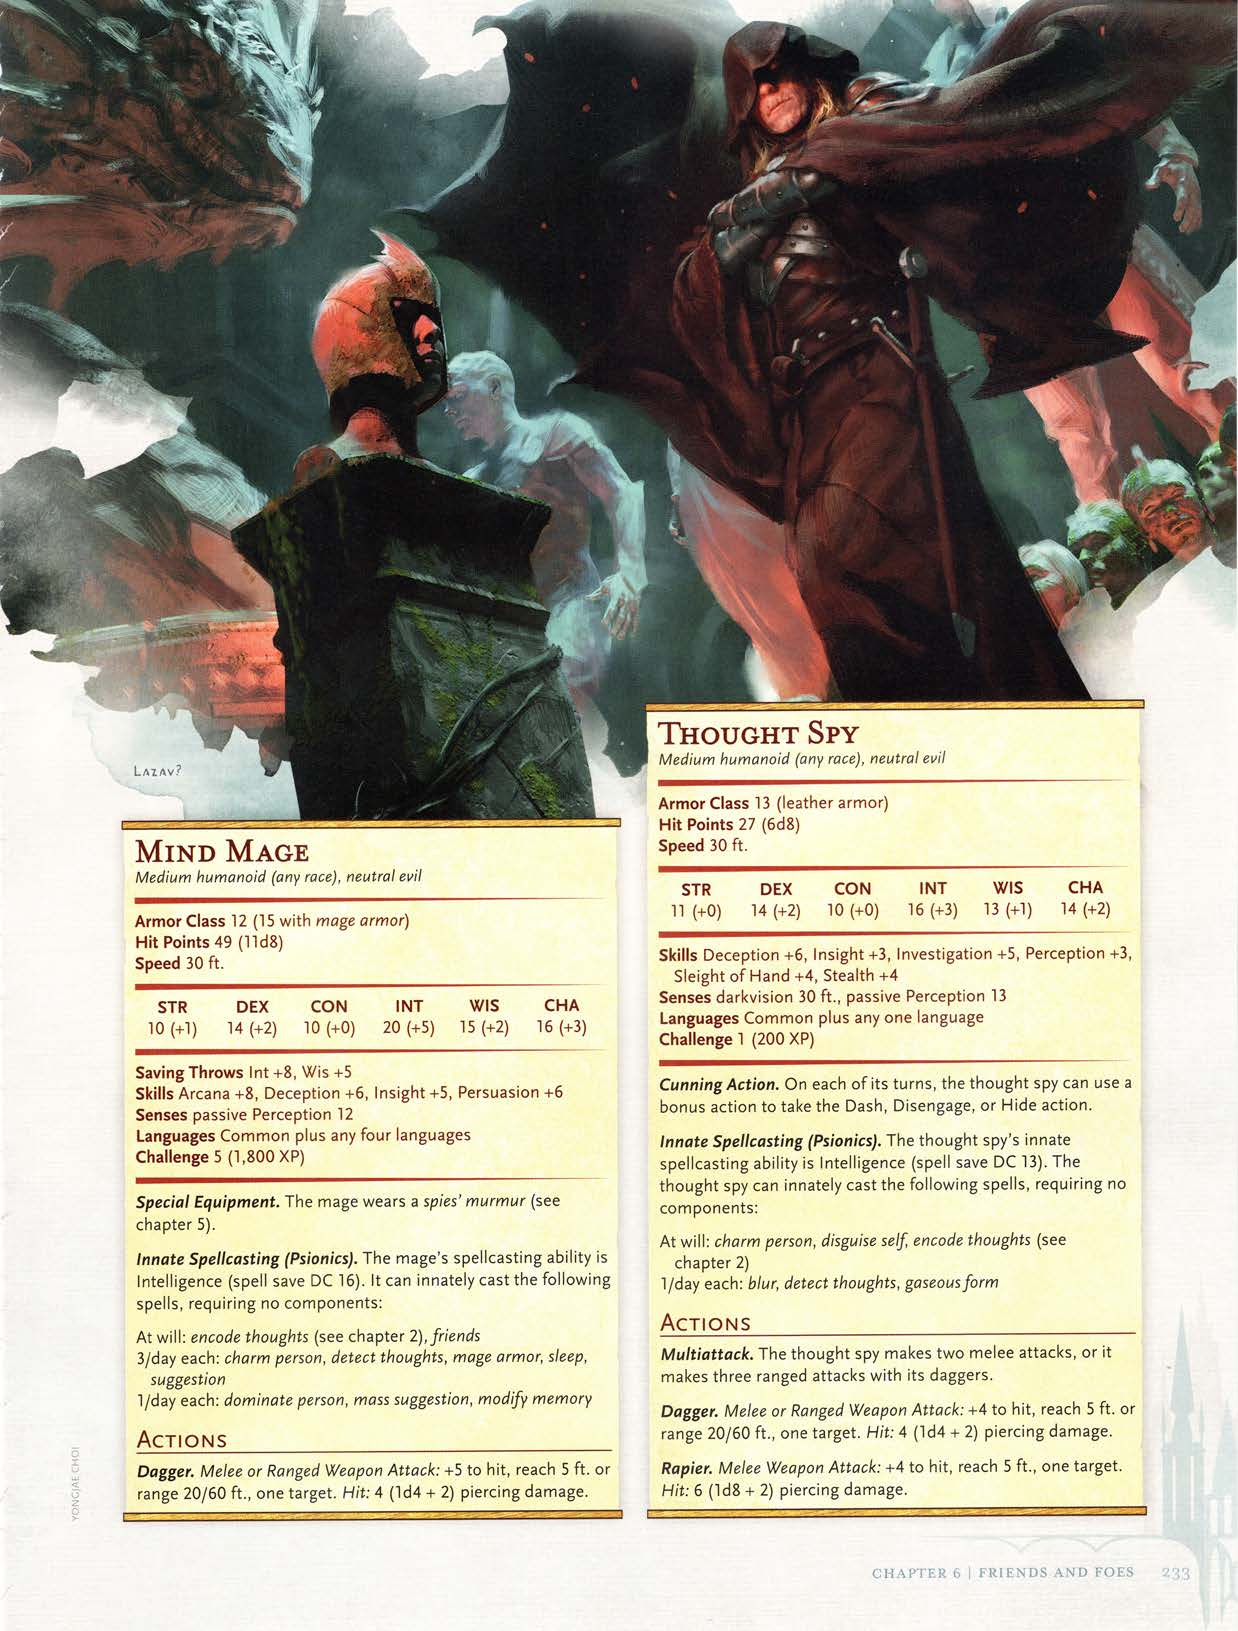 LAZAV?
MIND MAGE
Medium humanoid (any race), neutral evil
Armor Class 12 (15 with mage armor)
Hit Points 49 (11d8)
Speed 30 ft.
STR DEX CON INT WIS CHA
10 (+1) 14 (+2) 10 (+0) 20 (+5) 15 (+2) 16 (+3)
Saving Throws Int +8, Wis +5
Skills Arcana +8, Deception +6, Insight +5, Persuasion +6
Senses passive Perception 12
Languages Common plus any four languages
Challenge 5 (1,800 XP)
Special Equipment. The mage wears a spies' murmur (see
chapter 5).
Innate Spellcasting (Psionics). The mage's spellcasting ability is
Intelligence (spell save DC 16). It can innately cast the following
spells, requiring no components:
At will: encode thoughts (see chapter 2), friends
3/day each: charm person, detect thoughts, mage armor, sleep,
suggestion
1/day each: dominate person, mass suggestion, modify memory
ACTIONS
Dagger. Melee or Ranged Weapon Attack: +5 to hit, reach 5 ft. or
range 20/60 ft., one target. Hit: 4 (1d4 + 2) piercing damage.
THOUGHT SPY
Medium humanoid (any race), neutral evil
Armor Class 13 (leather armor)
Hit Points 27 (6d8)
Speed 30 ft.
STR DEX CON INT WIS CHA
11 (+0) 14 (+2) 10 (+0) 16 (+3) 13 (+1) 14 (+2)
Skills Deception +6, Insight +3, Investigation +5, Perception +3,
Sleight of Hand +4, Stealth +4
Senses darkvision 30 ft., passive Perception 13
Languages Common plus any one language
Challenge 1 (200 XP)
Cunning Action. On each of its turns, the thought spy can use a
bonus action to take the Dash, Disengage, or Hide action.
Innate Spellcasting (Psionics). The thought spy's innate
spellcasting ability is Intelligence (spell save DC 13). The
thought spy can innately cast the following spells, requiring no
components:
At will: charm person, disguise self, encode thoughts (see
chapter 2)
1/day each: blur, detect thoughts, gaseous form
ACTIONS
Multiattack. The thought spy makes two melee attacks, or it
makes three ranged attacks with its daggers.
Dagger. Melee or Ranged Weapon Attack: +4 to hit, reach 5 ft. or
range 20/60 ft., one target. Hit: 4 (1d4 + 2) piercing damage.
Rapier. Melee Weapon Attack: +4 to hit, reach 5 ft., one target.
Hit: 6 (1d8 + 2) piercing damage.
YONGJAE CHOI
CHAPTER 6 | FRIENDS AND FOES 233